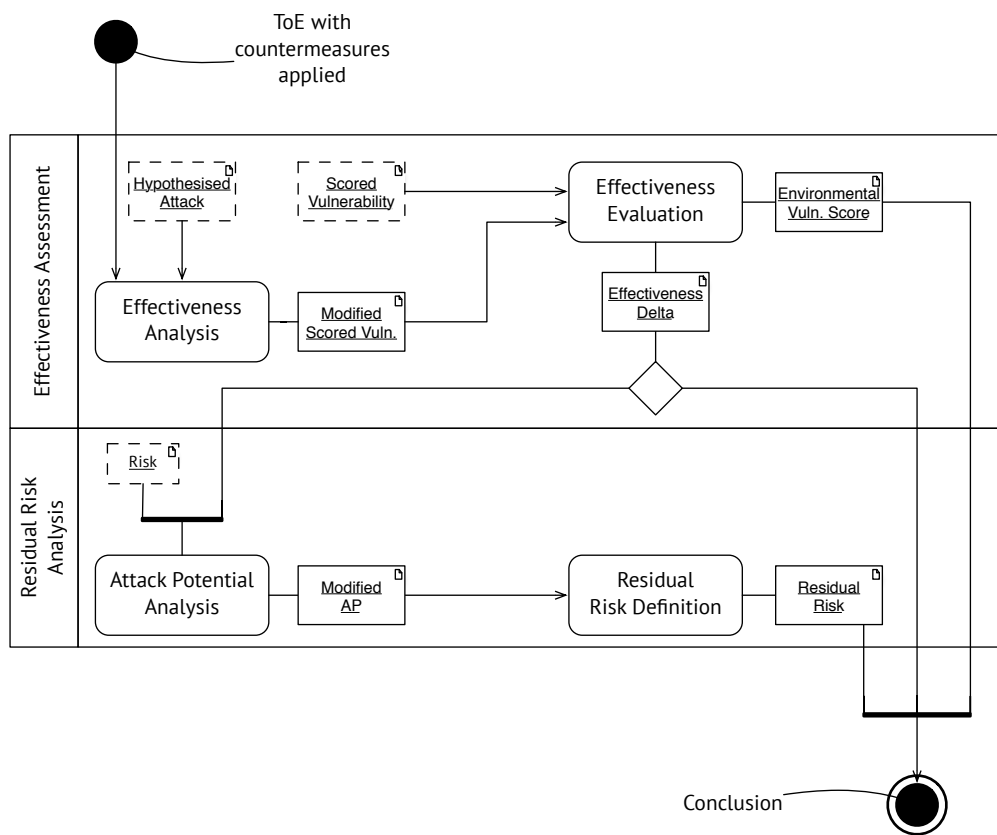 ToE with
countermeasures
applied
Effectiveness Assessment
Hypothesised
Attack
Scored
Vulnerability
Effectiveness
Evaluation
Environmental
Vuln. Score
Effectiveness
Analysis
Modified
Scored Vuln.
Effectiveness
Delta
Residual Risk
Analysis
Risk
Attack Potential
Analysis
Modified
AP
Residual
Risk Definition
Residual
Risk
Conclusion